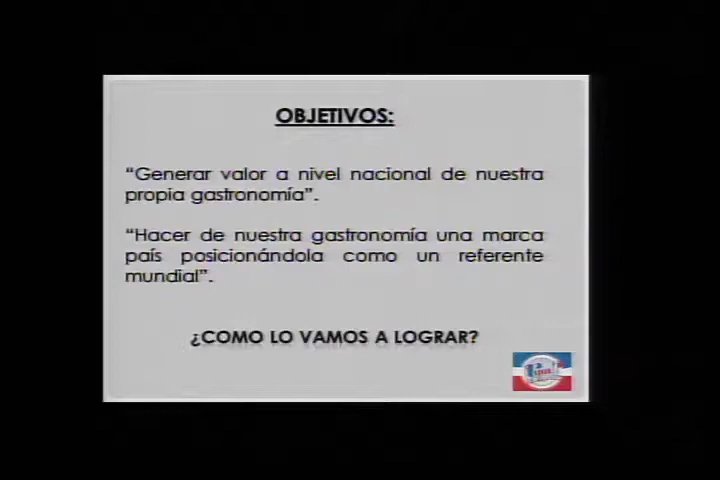 OBJETIVOS:
“Generar valor a nivel nacional de nuestra
propia gastronomía”.
“Hacer de nuestra gastronomía una marca
país posicionándola como un referente
mundial”.
¿COMO LO VAMOS A LOGRAR?